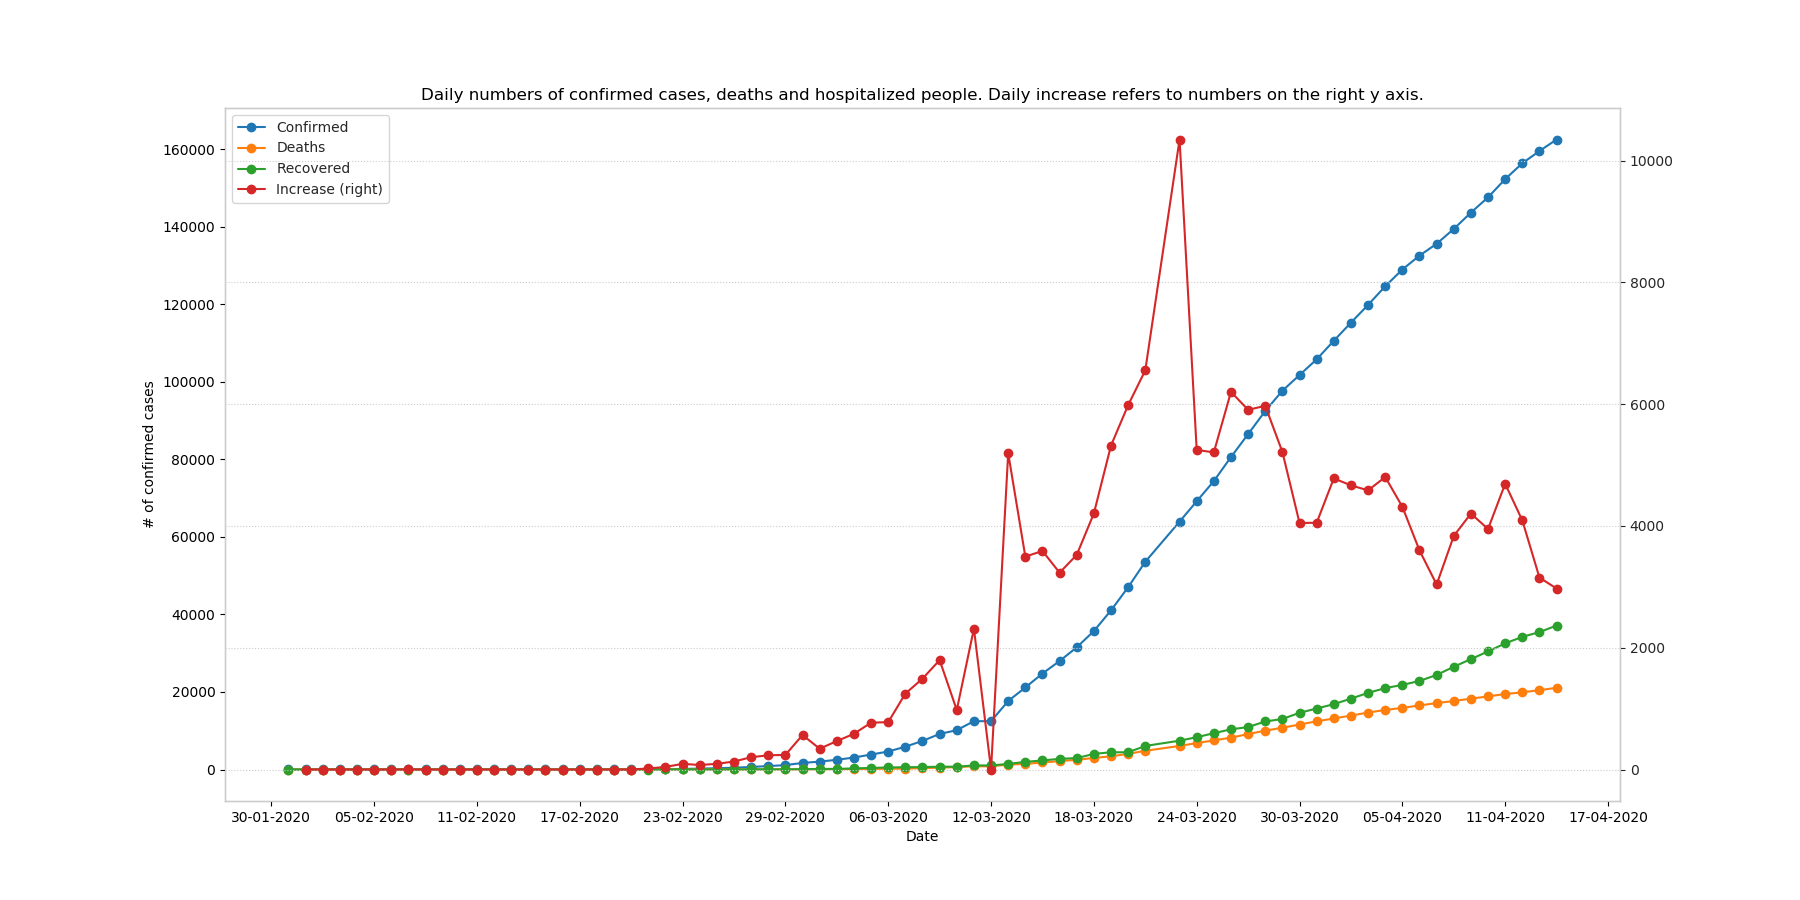 Daily numbers of confirmed cases, deaths and hospitalized people. Daily increase refers to numbers on the right y axis.
Confirmed
Deaths
Recovered
Increase (right)
# of confirmed cases
160000
140000
120000
100000
80000
60000
40000
20000
0
10000
8000
6000
4000
2000
0
30-01-2020 05-02-2020 11-02-2020 17-02-2020 23-02-2020 29-02-2020 06-03-2020 12-03-2020 18-03-2020 24-03-2020 30-03-2020 05-04-2020 11-04-2020 17-04-2020
Date